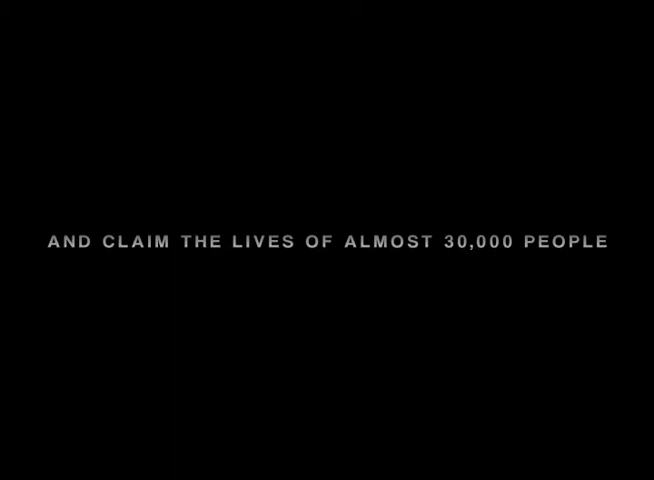 AND CLAIM THE LIVES OF ALMOST 30,000 PEOPLE